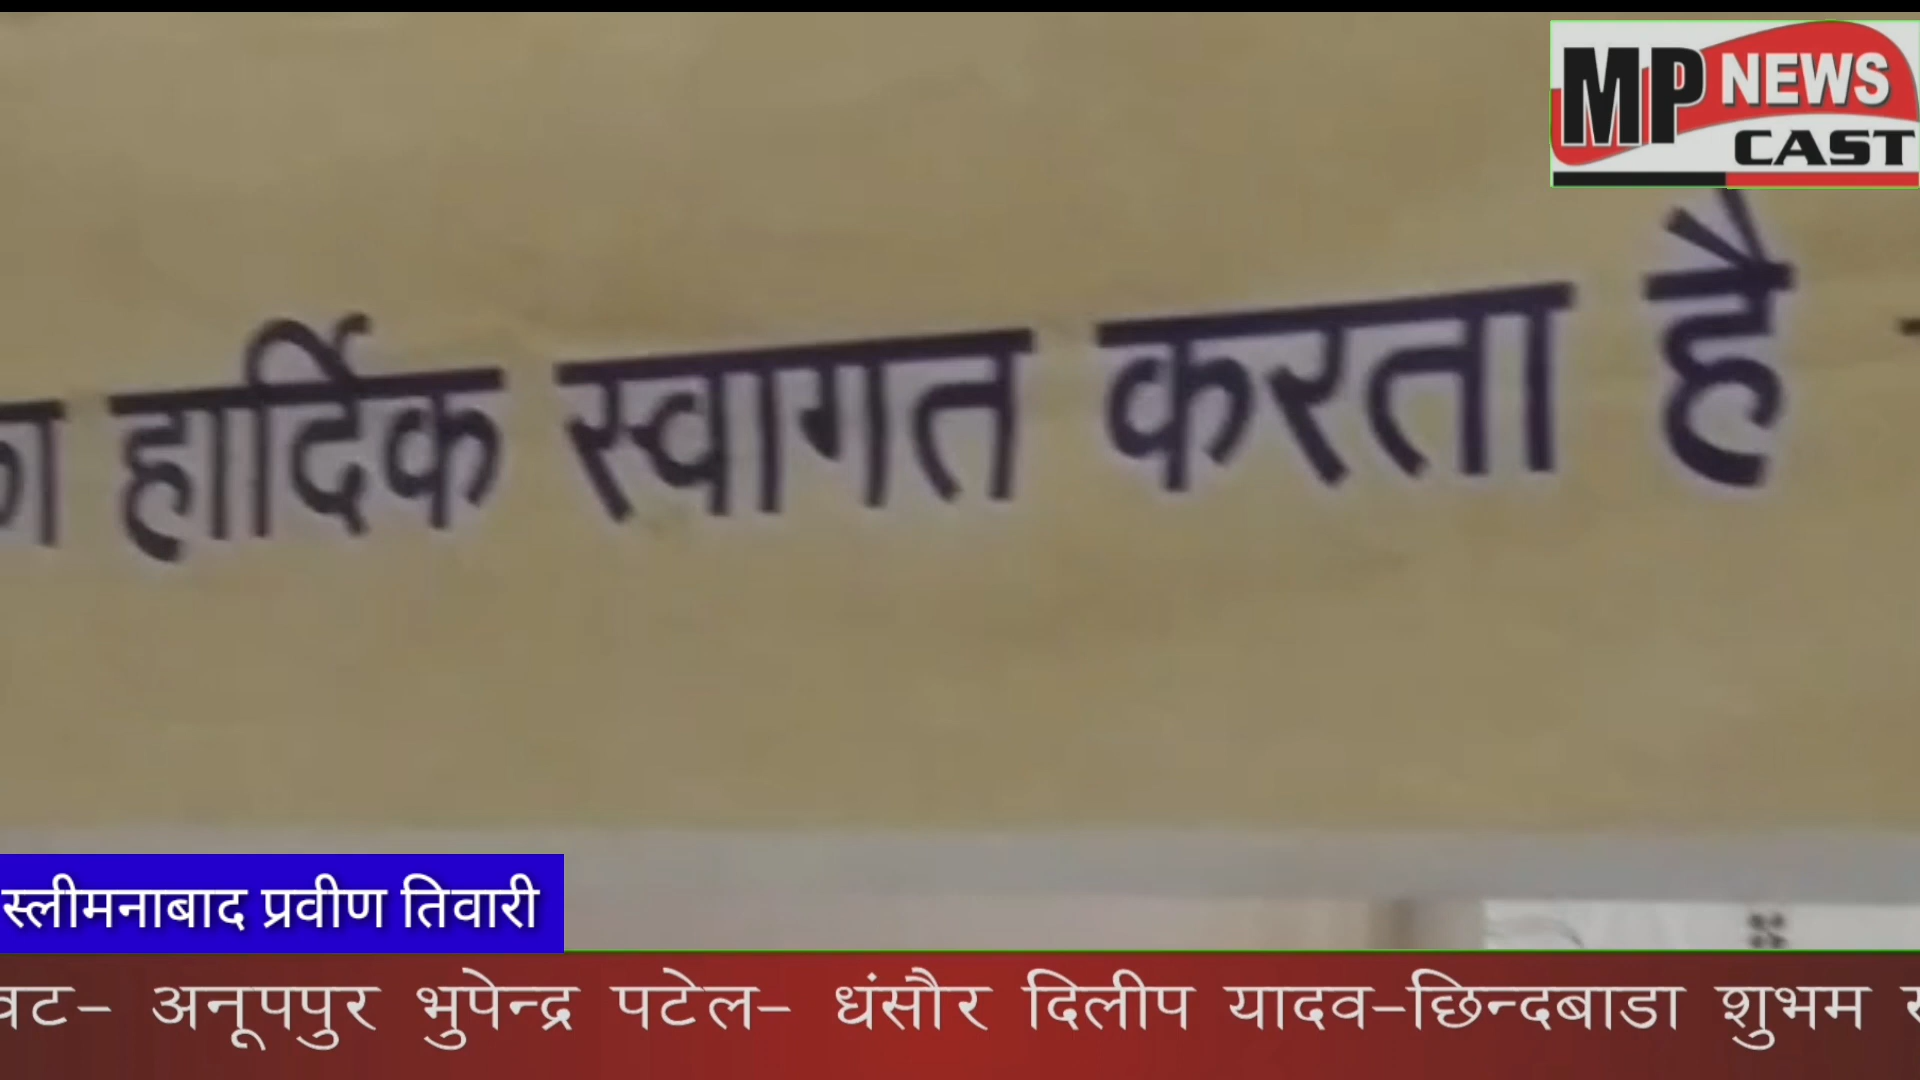 MP NEWS
CAST
का हार्दिक स्वागत करता है
स्लीमनाबाद प्रवीण तिवारी
अनूपपुर भुपेन्द्र पटेल- धंसौर दिलीप यादव-छिन्दबाडा शुभम